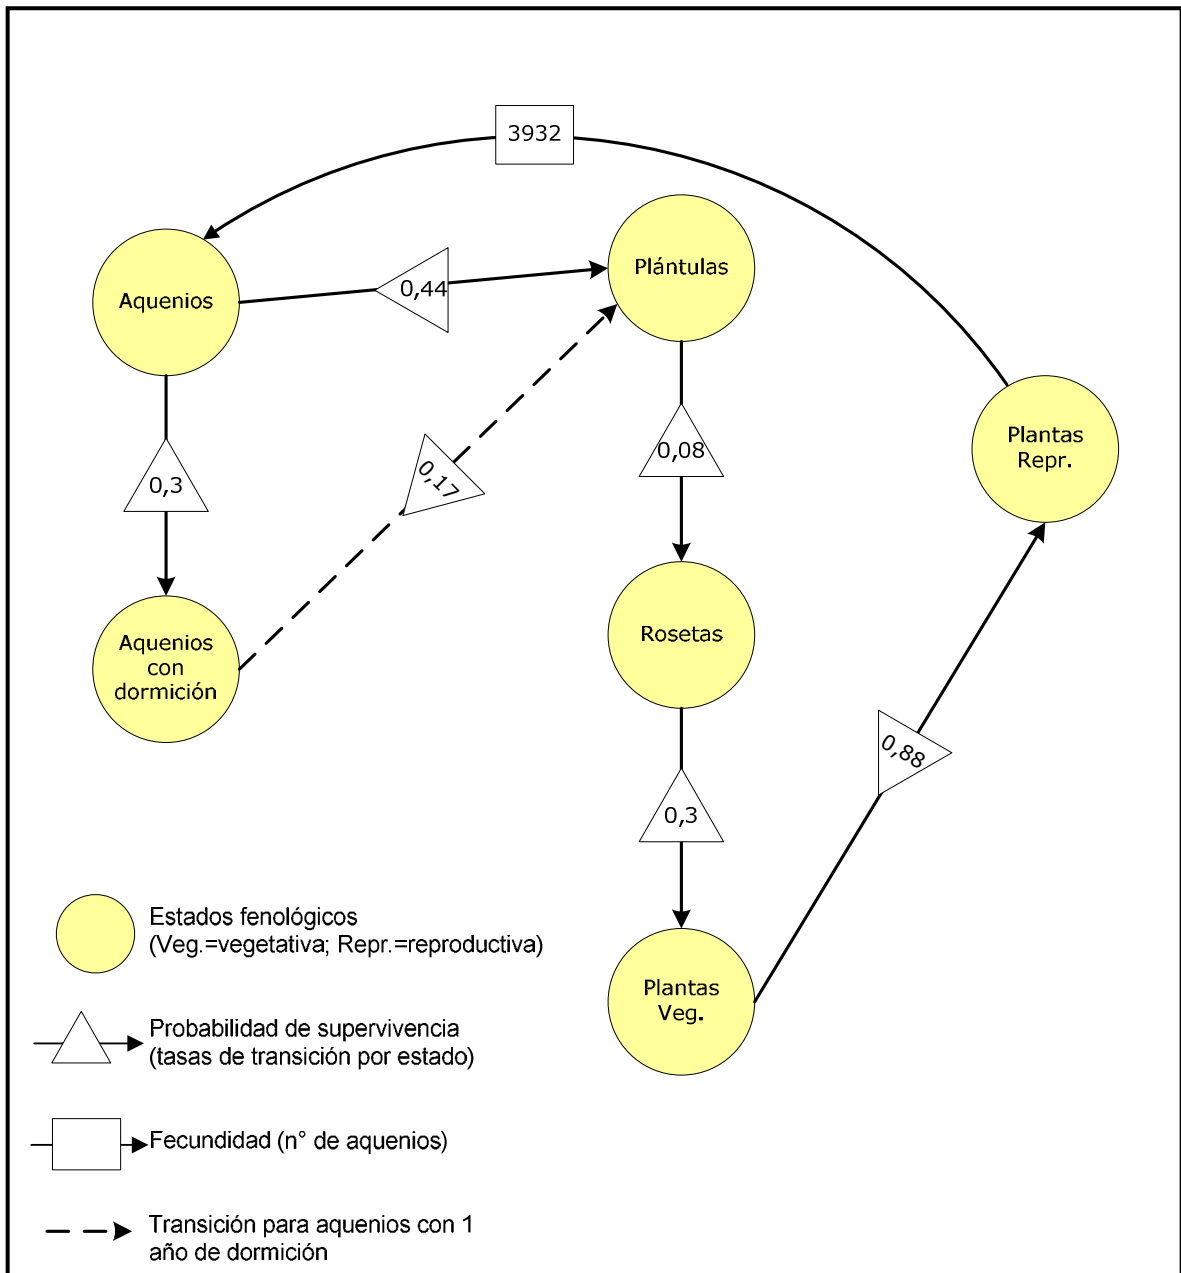 3932
Aquenios
0,44
Plántulas
0,3
0,17
0,08
Plantas
Repr.
Aquenios
con
dormición
Rosetas
0,3
0,88
Plantas
Veg.
Estados fenológicos
(Veg.=vegetativa; Repr.=reproductiva)
Probabilidad de supervivencia
(tasas de transición por estado)
Fecundidad (n° de aquenios)
Transición para aquenios con 1
año de dormición